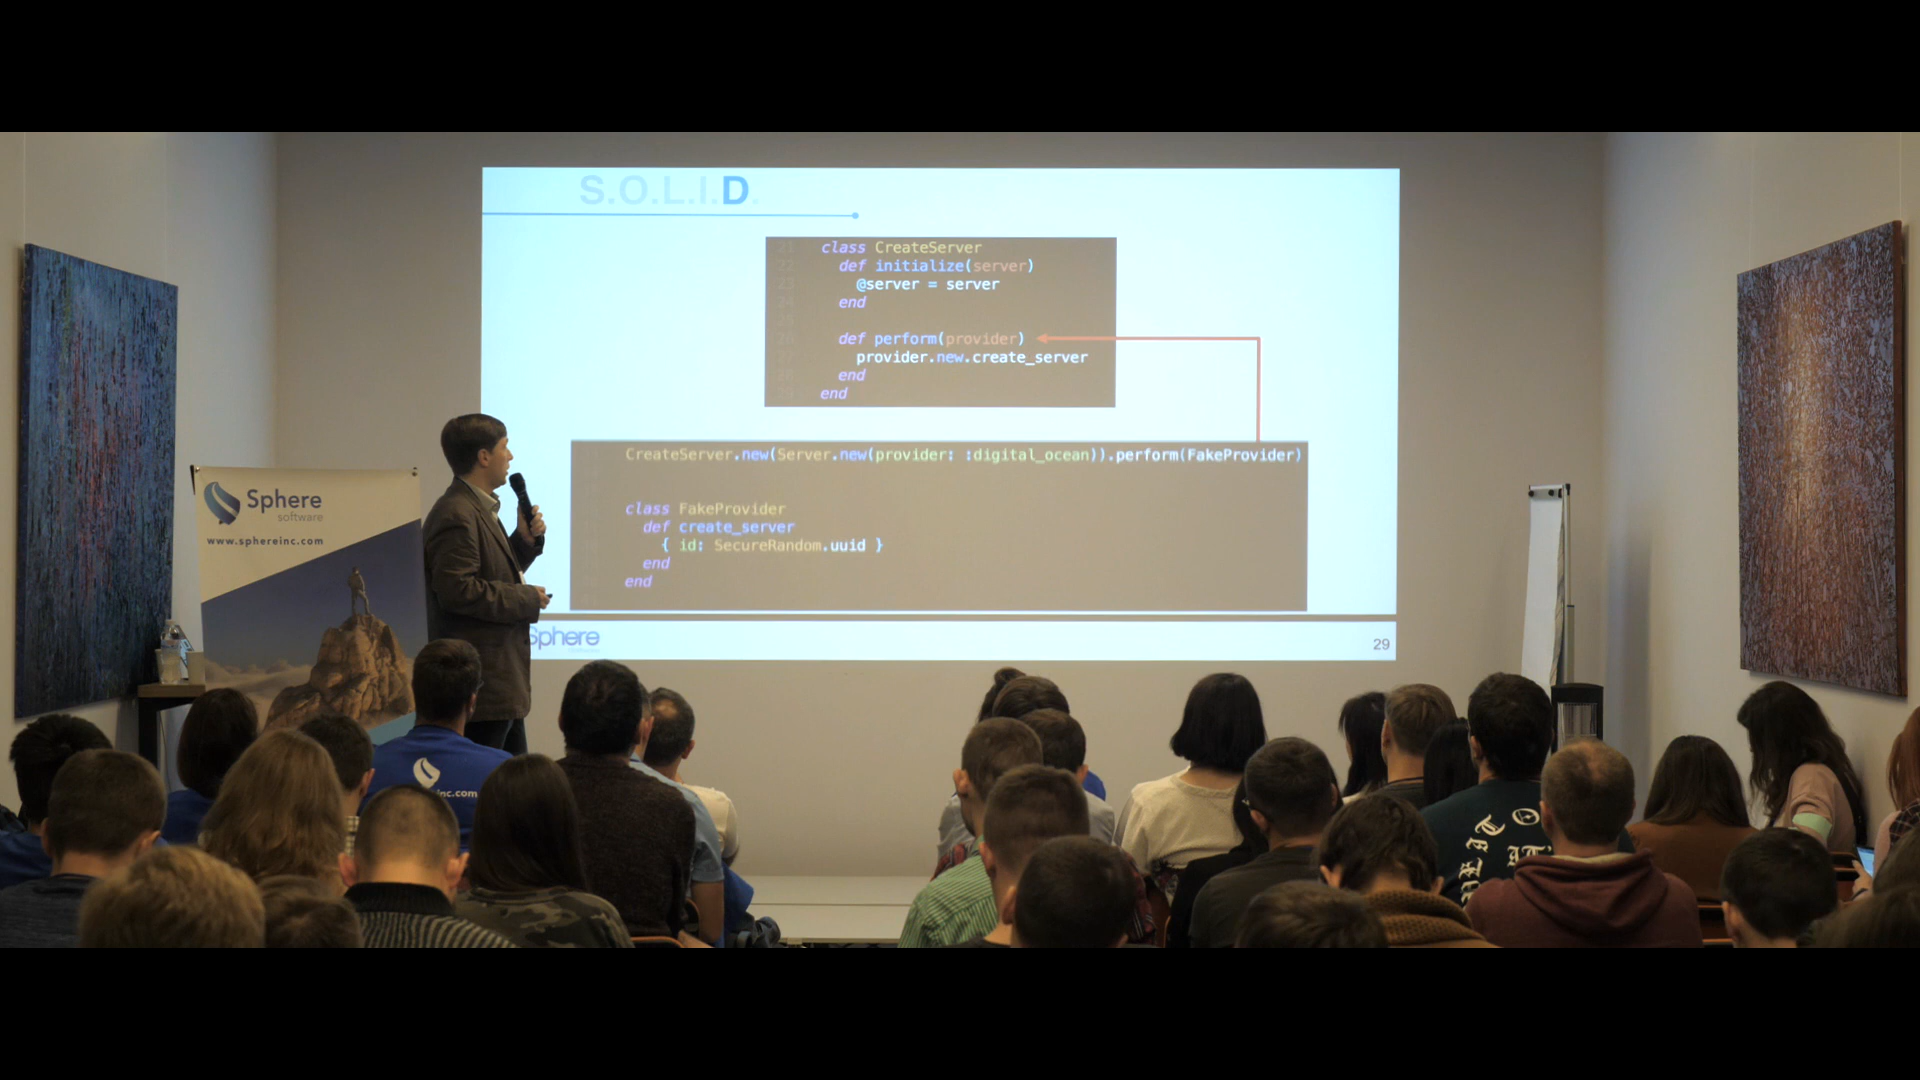 S.O.L.I.D.
class CreateServer
def initialize(server)
@server = server
end
def perform(provider)
provider.new.create_server
end
end
CreateServer.new(Server.new(provider: :digital_ocean)).perform(FakeProvider)
class FakeProvider
def create_server
{ id: SecureRandom.uuid }
end
end
Sphere
29
Sphere
software
www.sphereinc.com
inc.com